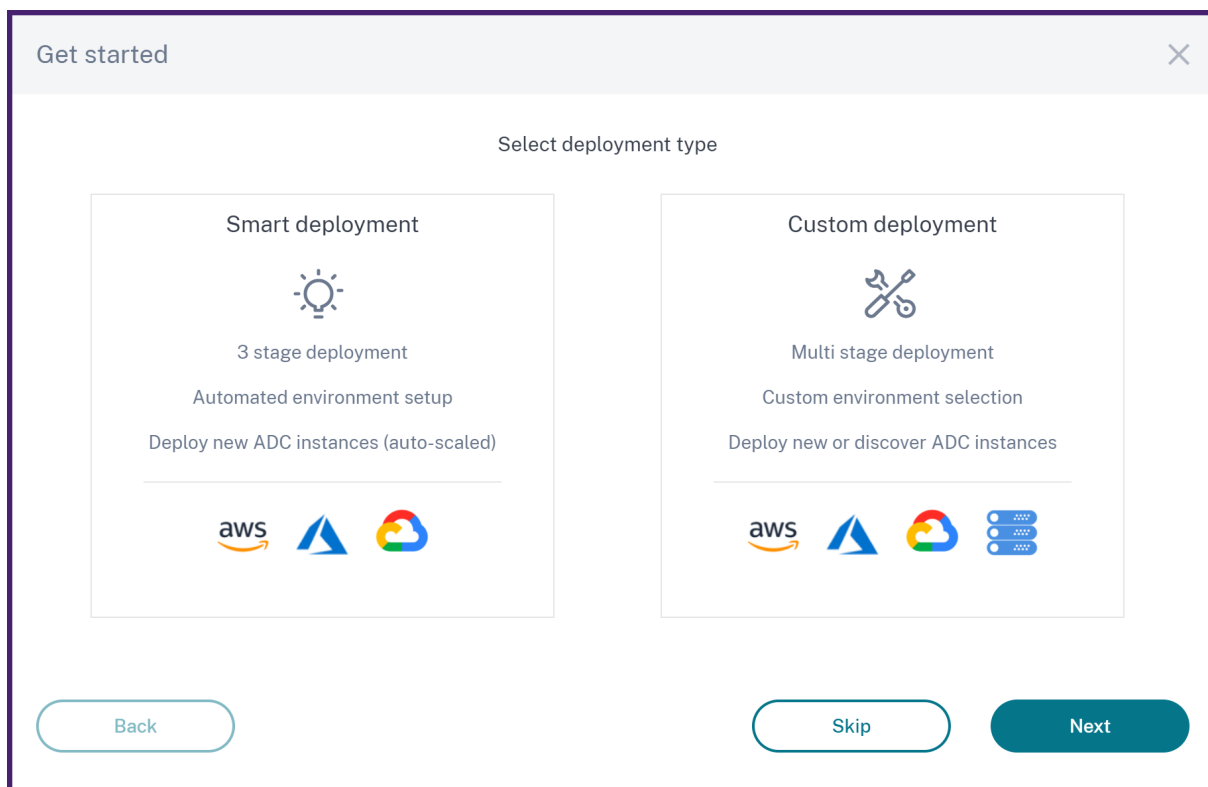 Get started
Select deployment type
Smart deployment
3 stage deployment
Automated environment setup
Deploy new ADC instances (auto-scaled)
aws
Custom deployment
Multi stage deployment
Custom environment selection
Deploy new or discover ADC instances
aws
Back
Skip
Next